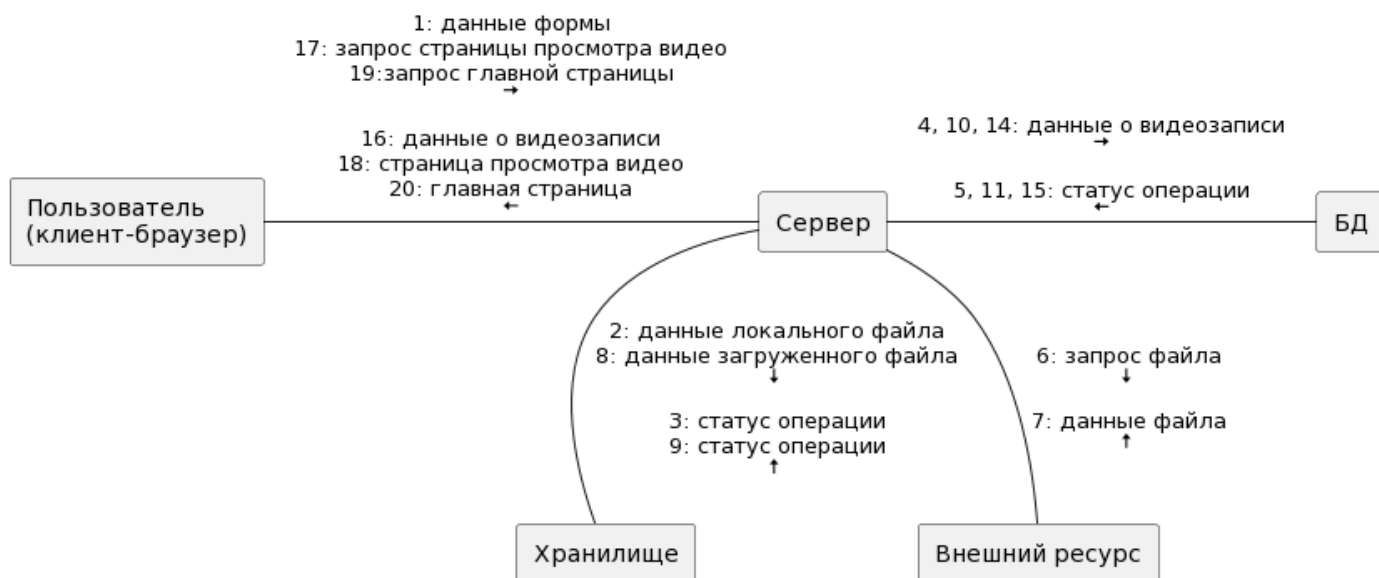 1: данные формы
17: запрос страницы просмотра видео
19:запрос главной страницы
→
16: данные о видеозаписи
18: страница просмотра видео
20: главная страница
←
4, 10, 14: данные о видеозаписи
→
5, 11, 15: статус операции
←
Пользователь
(клиент-браузер)
Сервер
БД
2: данные локального файла
8: данные загруженного файла
↓
3: статус операции
9: статус операции
↑
6: запрос файла
↓
7: данные файла
↑
Хранилище
Внешний ресурс